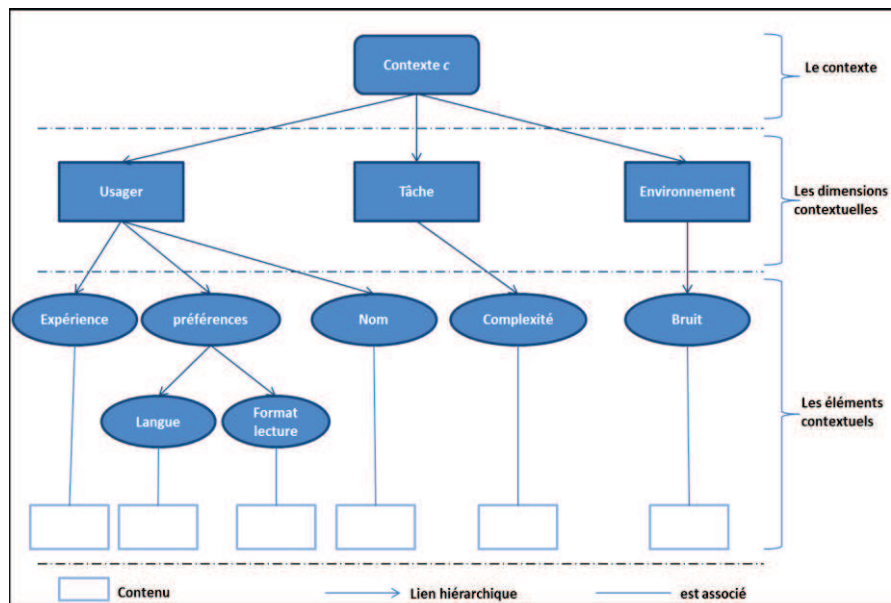 Contexte c
Le contexte
Usager
Tâche
Environnement
Les dimensions
contextuelles
Expérience
préférences
Nom
Complexité
Bruit
Langue
Format
lecture
Les éléments
contextuels
Contenu
Lien hiérarchique
est associé